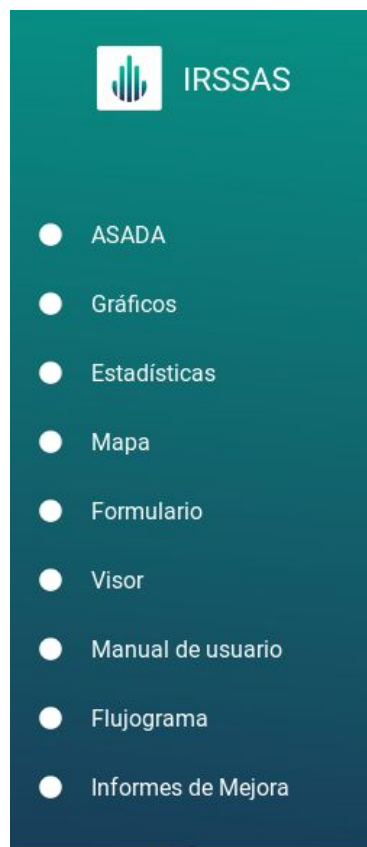 IRSSAS
ASADA
Gráficos
Estadísticas
Mapa
Formulario
Visor
Manual de usuario
Flujograma
Informes de Mejora